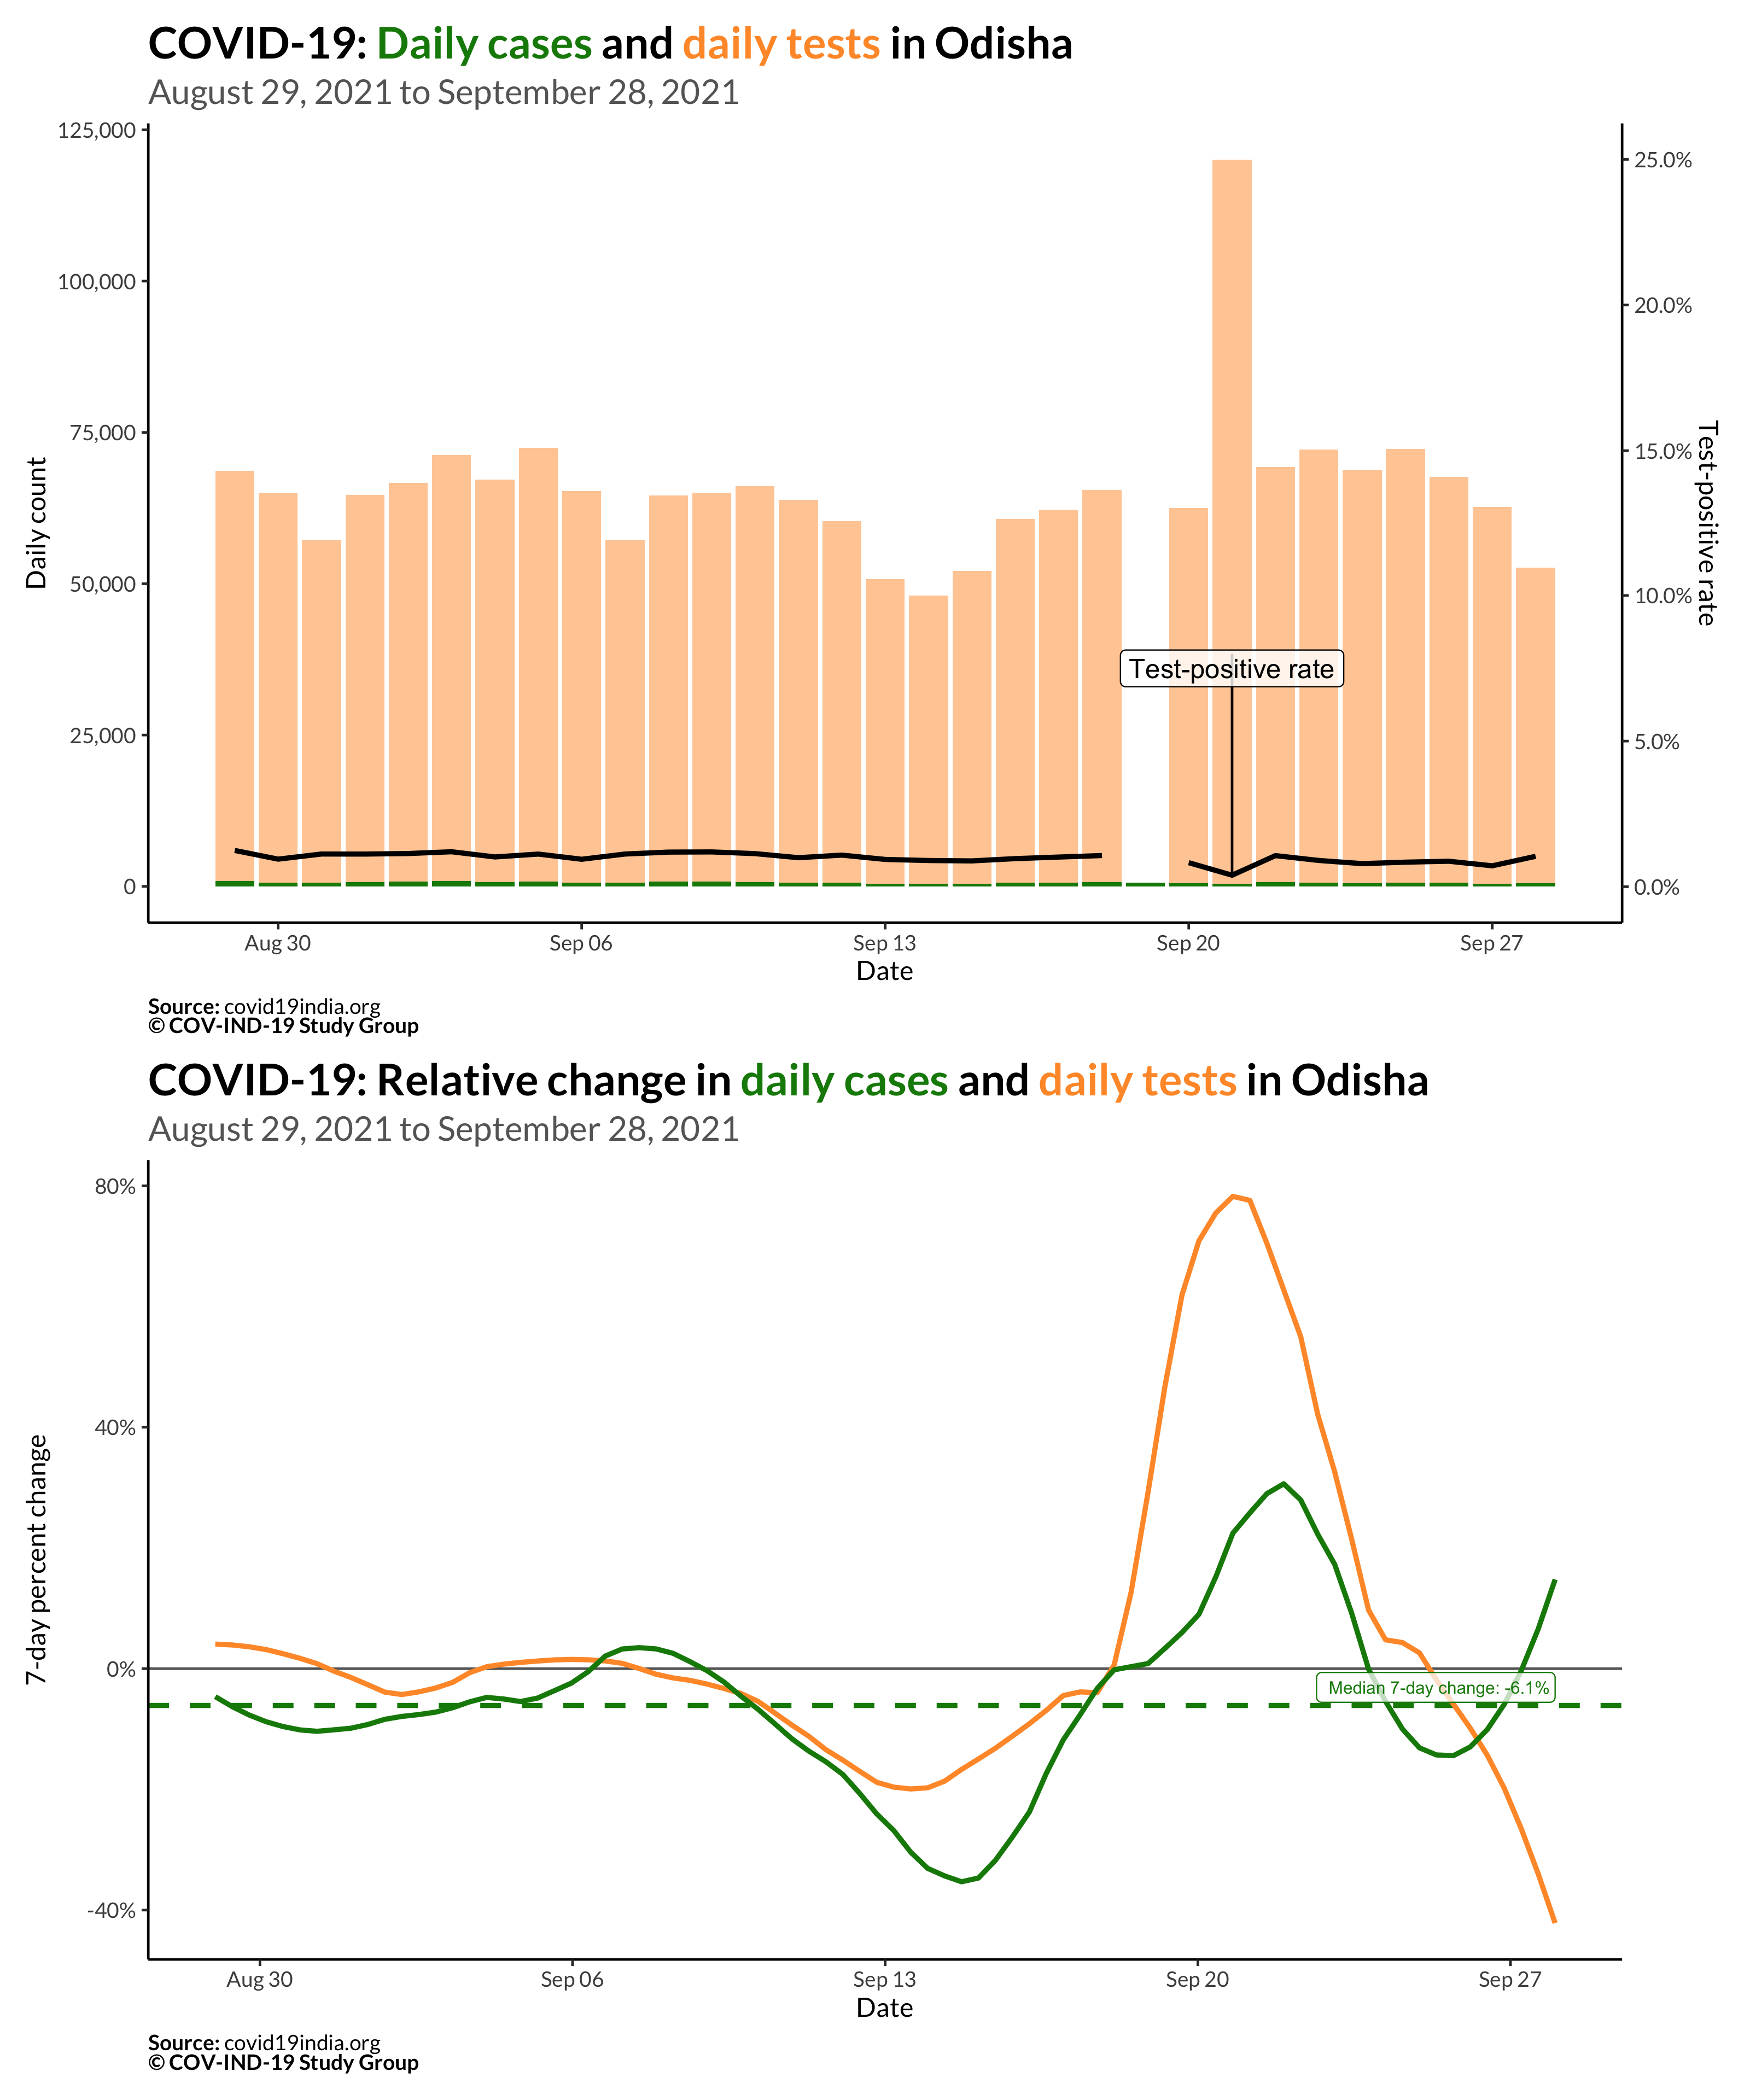 COVID-19: Daily cases and daily tests in Odisha
August 29, 2021 to September 28, 2021
125,000
100,000
75,000
50,000
25,000
0
Daily count
25.0%
20.0%
15.0%
10.0%
5.0%
0.0%
Test-positive rate
Test-positive rate
Aug 30
Sep 06
Sep 13
Sep 20
Sep 27
Date
Source: covid19india.org
© COV-IND-19 Study Group
COVID-19: Relative change in daily cases and daily tests in Odisha
August 29, 2021 to September 28, 2021
80%
40%
0%
-40%
7-day percent change
Median 7-day change: -6.1%
Aug 30
Sep 06
Sep 13
Sep 20
Sep 27
Date
Source: covid19india.org
© COV-IND-19 Study Group